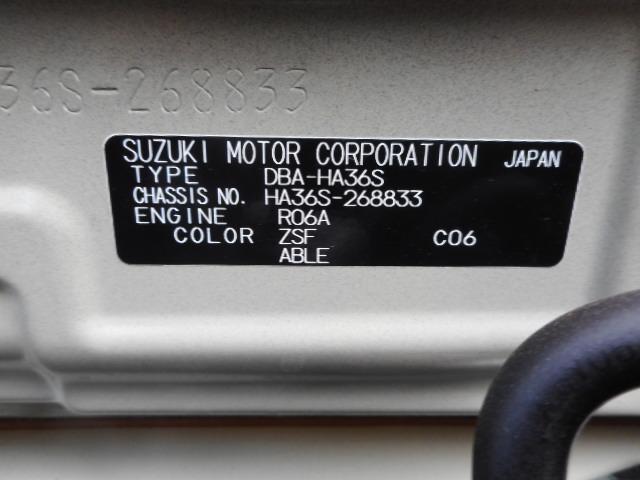 36S-268833
SUZUKI MOTOR CORPORATION JAPAN
TYPE DBA-HA36S
CHASSIS NO. HA36S-268833
ENGINE R06A
COLOR ZSF C06
ABLE